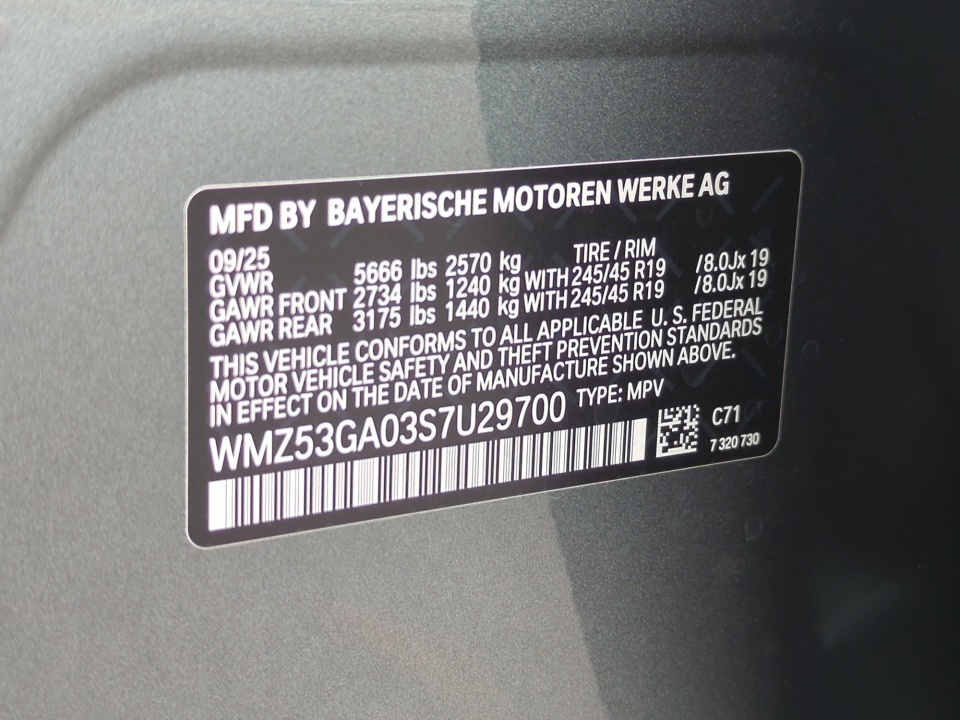 MFD BY BAYERISCHE MOTOREN WERKE AG
09/25 TIRE / RIM
GVWR 5666 lbs 2570 kg
GAWR FRONT 2734 lbs 1240 kg WITH 245/45 R19 /8.0Jx 19
GAWR REAR 3175 lbs 1440 kg WITH 245/45 R19 /8.0Jx 19
THIS VEHICLE CONFORMS TO ALL APPLICABLE U. S. FEDERAL
MOTOR VEHICLE SAFETY AND THEFT PREVENTION STANDARDS
IN EFFECT ON THE DATE OF MANUFACTURE SHOWN ABOVE.
WMZ53GA03S7U29700 TYPE: MPV
C71
7 320 730